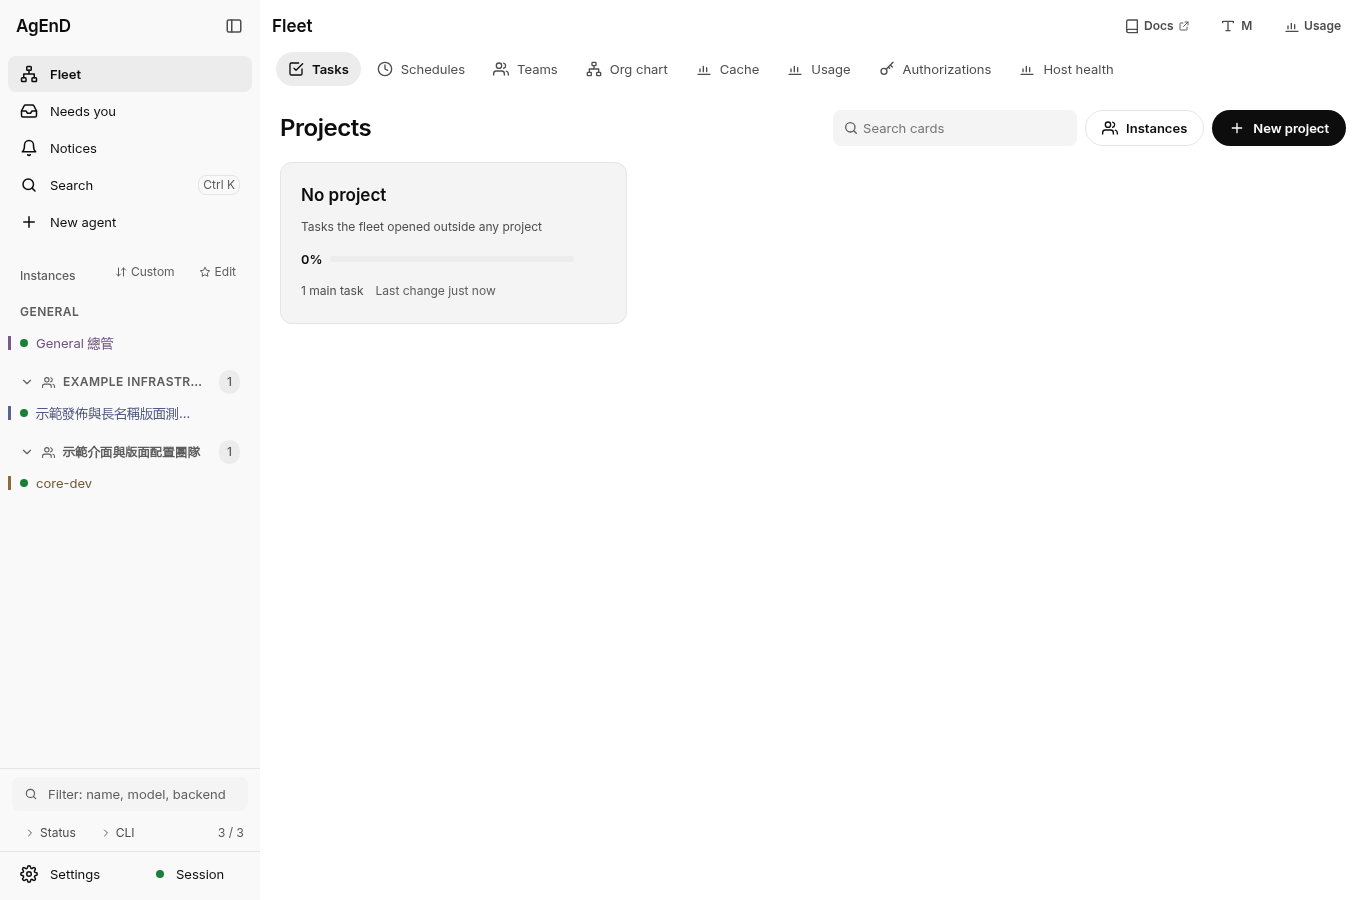 AgEnD
Fleet
Needs you
Notices
Search Ctrl K
New agent
Instances Custom Edit
GENERAL
General 總管
EXAMPLE INFRASTR... 1
示範發佈與長名稱版面測...
示範介面與版面配置團隊 1
core-dev
Filter: name, model, backend
Status CLI 3 / 3
Settings Session
Fleet Docs M Usage
Tasks Schedules Teams Org chart Cache Usage Authorizations Host health
Projects Search cards Instances New project
No project
Tasks the fleet opened outside any project
0%
1 main task Last change just now